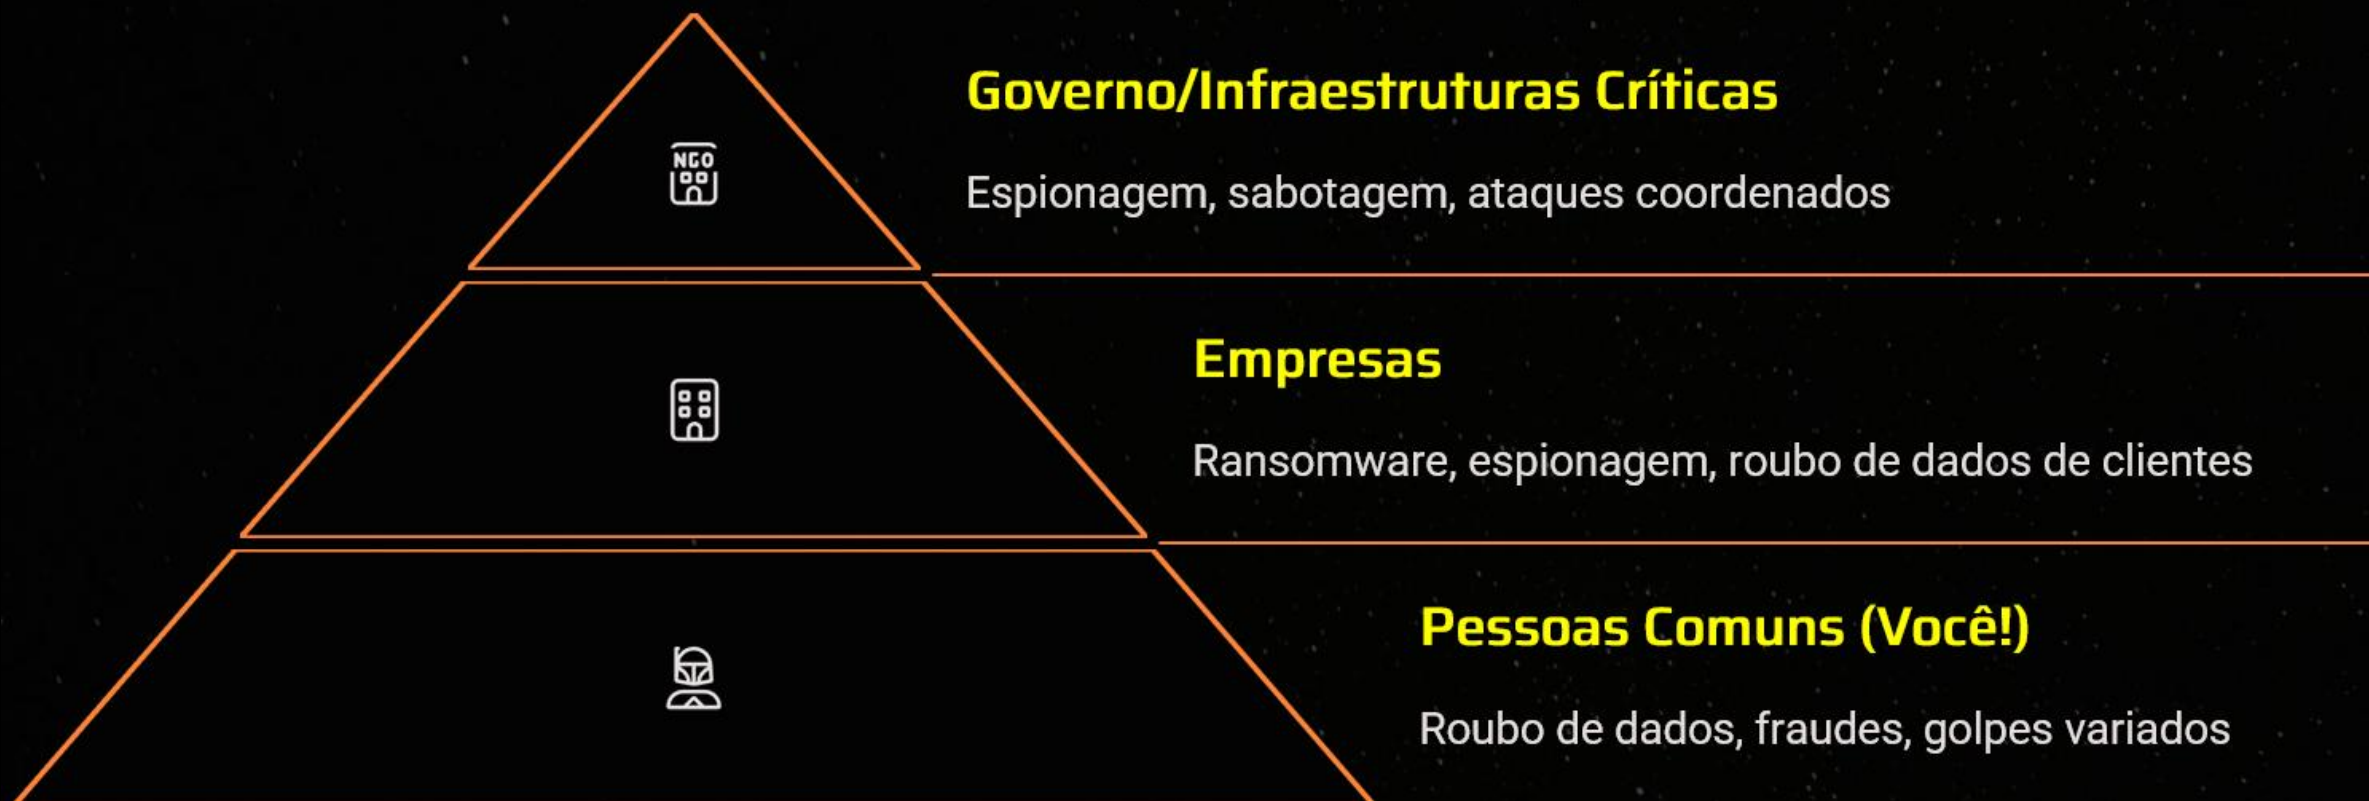 Governo/Infraestruturas Críticas
NGO
Espionagem, sabotagem, ataques coordenados
Empresas
Ransomware, espionagem, roubo de dados de clientes
Pessoas Comuns (Você!)
Roubo de dados, fraudes, golpes variados